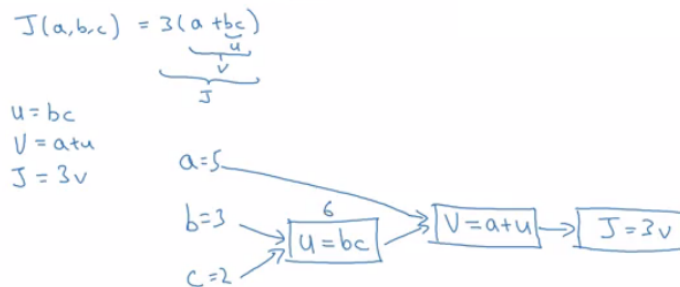 J(a,b,c) = 3(a+bc)
u
v
J
u=bc
V=a+u
J=3v
a=5
b=3
c=2
6
u=bc
V=a+u
J=3v